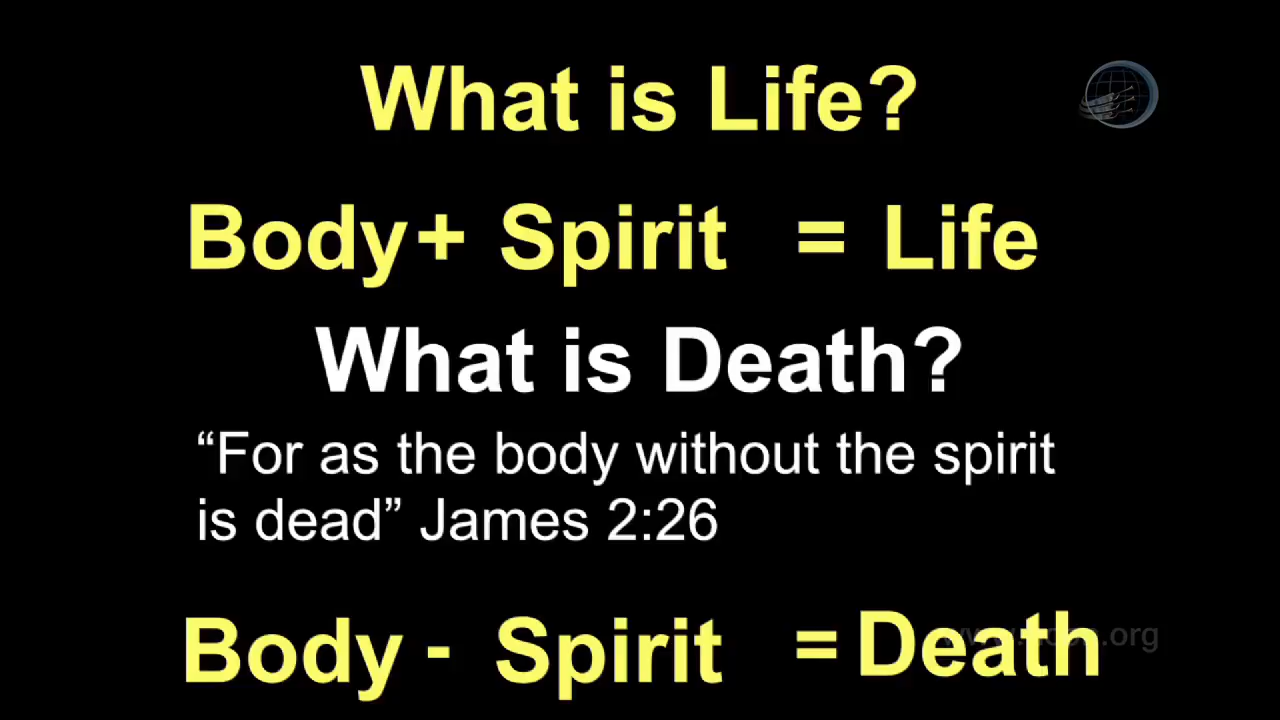 What is Life?
Body + Spirit = Life
What is Death?
“For as the body without the spirit
is dead” James 2:26
Body - Spirit = Death